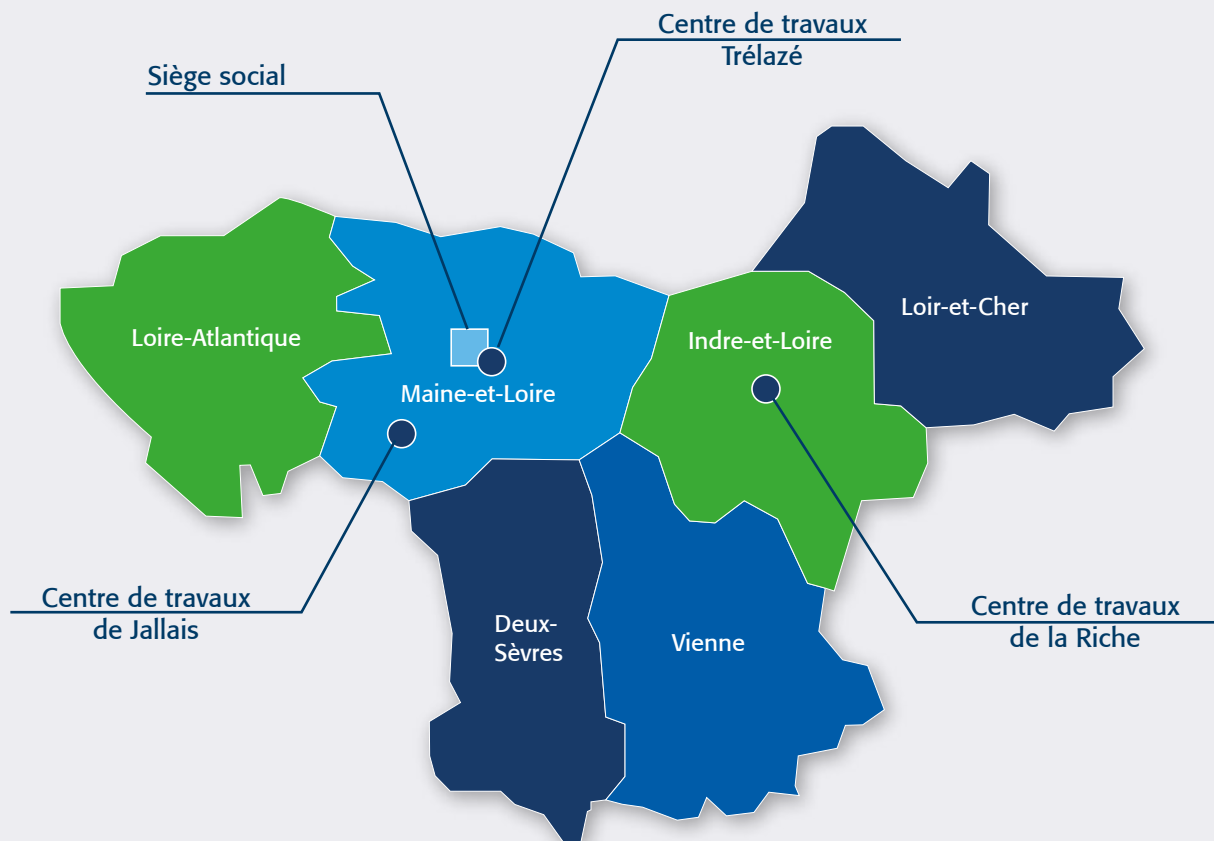 Centre de travaux
Trélazé
Siège social
Loir-et-Cher
Loire-Atlantique
Indre-et-Loire
Maine-et-Loire
Centre de travaux
de Jallais
Centre de travaux
de la Riche
Deux-
Sèvres
Vienne